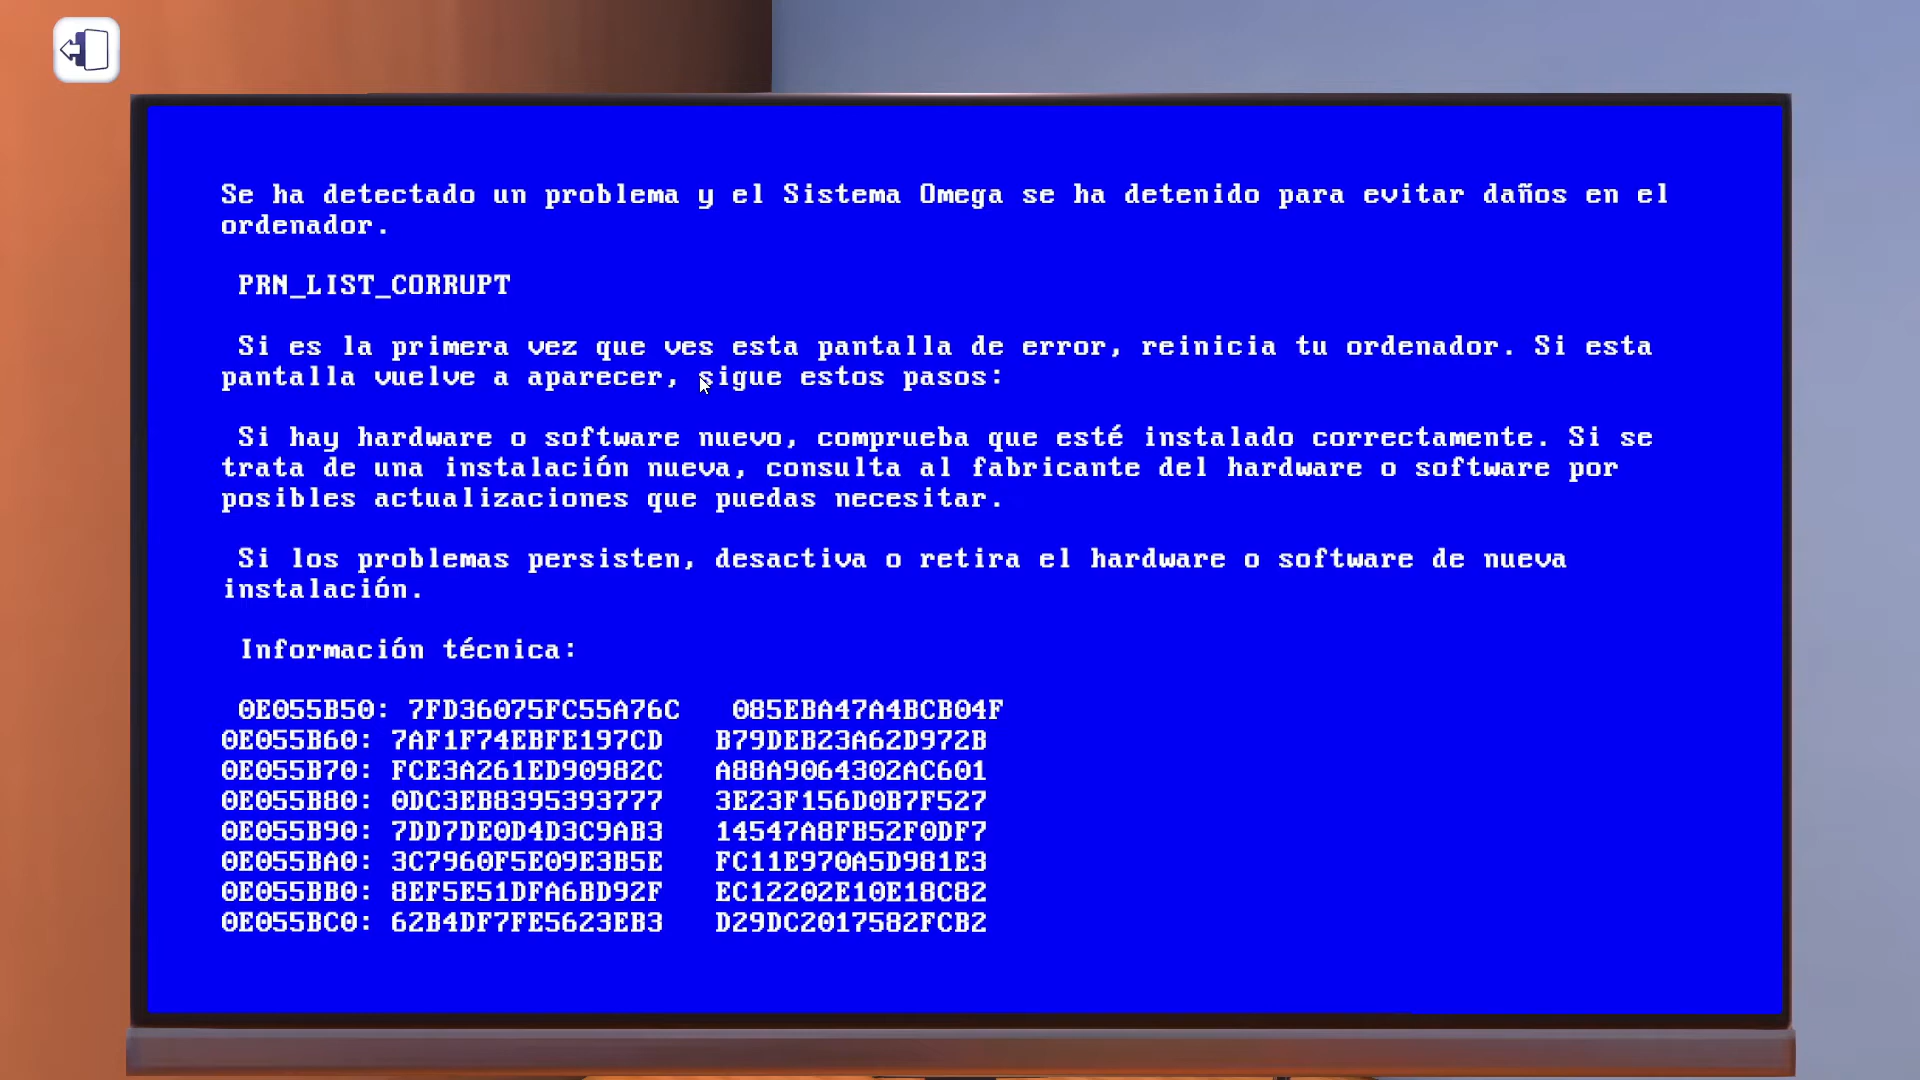 Se ha detectado un problema y el Sistema Omega se ha detenido para evitar daños en el
ordenador.
PRN_LIST_CORRUPT
Si es la primera vez que ves esta pantalla de error, reinicia tu ordenador. Si esta
pantalla vuelve a aparecer, sigue estos pasos:
Si hay hardware o software nuevo, comprueba que esté instalado correctamente. Si se
trata de una instalación nueva, consulta al fabricante del hardware o software por
posibles actualizaciones que puedas necesitar.
Si los problemas persisten, desactiva o retira el hardware o software de nueva
instalación.
Información técnica:
0E055B50: 7FD36075FC55A76C 085EBA47A4BCB04F
0E055B60: 7AF1F74EBFE197CD B79DEB23A62D972B
0E055B70: FCE3A261ED90982C A88A9064302AC601
0E055B80: 0DC3EB8395393777 3E23F156D0B7F527
0E055B90: 7DD7DE0D4D3C9AB3 14547A8FB52F0DF7
0E055BA0: 3C7960F5E09E3B5E FC11E970A5D981E3
0E055BB0: 8EF5E51DFA6BD92F EC12202E10E18C82
0E055BC0: 62B4DF7FE5623EB3 D29DC2017582FCB2